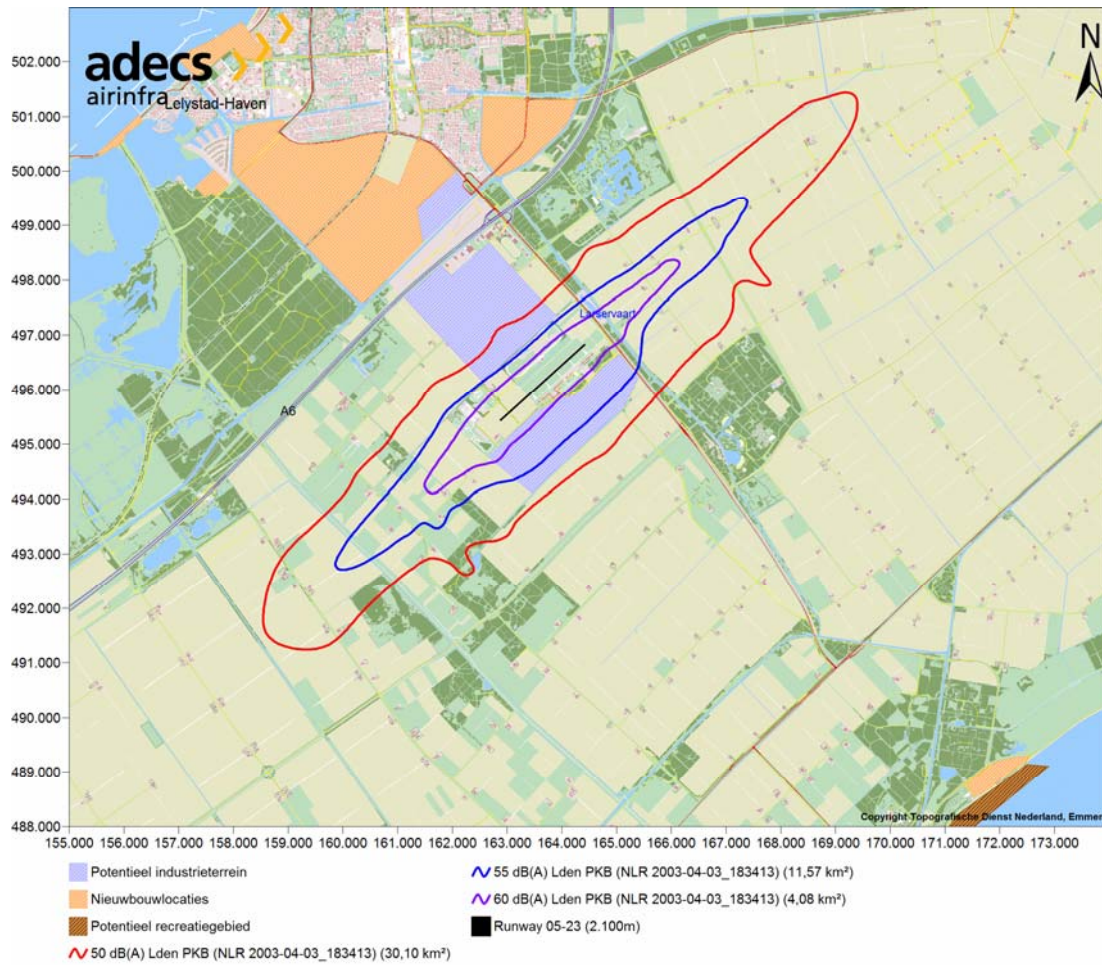 adecs
airinfra
Lelystad-Haven
N
Larservaart
A6
502.000
501.000
500.000
499.000
498.000
497.000
496.000
495.000
494.000
493.000
492.000
491.000
490.000
489.000
488.000
Copyright Topografische Dienst Nederland, Emmen
155.000 156.000 157.000 158.000 159.000 160.000 161.000 162.000 163.000 164.000 165.000 166.000 167.000 168.000 169.000 170.000 171.000 172.000 173.000
Potentieel industrieterrein
Nieuwbouwlocaties
Potentieel recreatiegebied
50 dB(A) Lden PKB (NLR 2003-04-03_183413) (30,10 km²)
55 dB(A) Lden PKB (NLR 2003-04-03_183413) (11,57 km²)
60 dB(A) Lden PKB (NLR 2003-04-03_183413) (4,08 km²)
Runway 05-23 (2.100m)